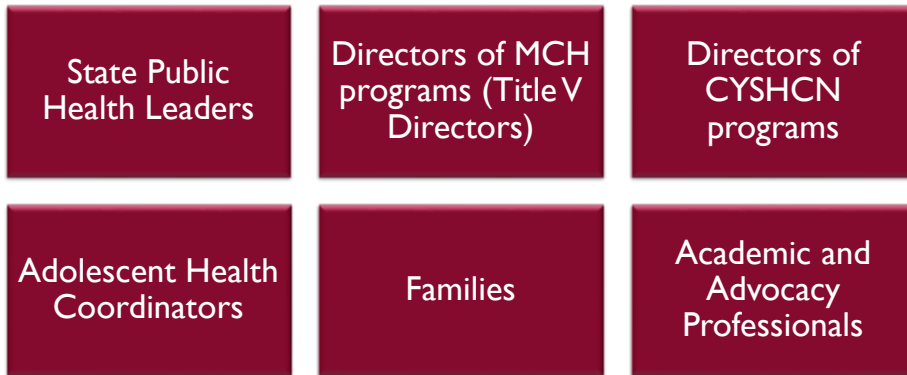 State Public
Health Leaders
Directors of MCH
programs (Title V
Directors)
Directors of
CYSHCN
programs
Adolescent Health
Coordinators
Families
Academic and
Advocacy
Professionals